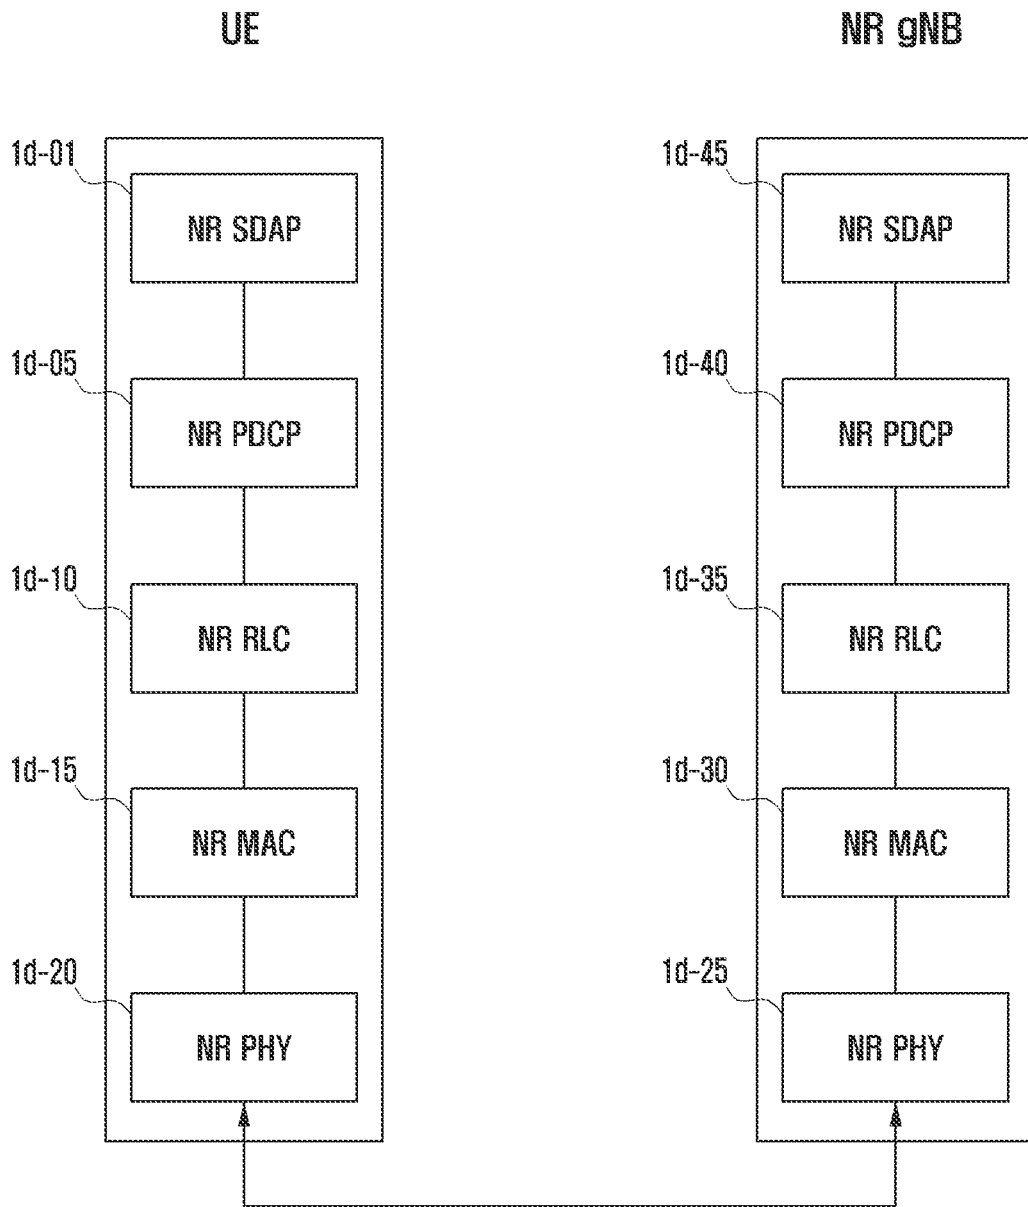 UE
NR gNB
1d-01
NR SDAP
1d-45
NR SDAP
1d-05
NR PDCP
1d-40
NR PDCP
1d-10
NR RLC
1d-35
NR RLC
1d-15
NR MAC
1d-30
NR MAC
1d-20
NR PHY
1d-25
NR PHY